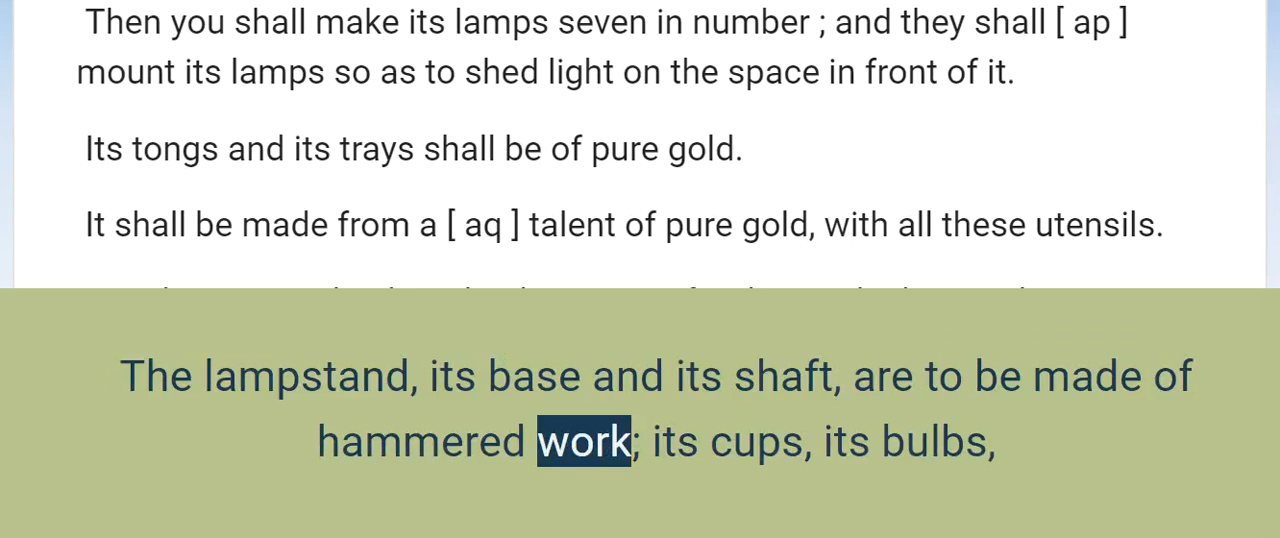 Then you shall make its lamps seven in number ; and they shall [ ap ]
mount its lamps so as to shed light on the space in front of it.
Its tongs and its trays shall be of pure gold.
It shall be made from a [ aq ] talent of pure gold, with all these utensils.
The lampstand, its base and its shaft, are to be made of
hammered work; its cups, its bulbs,